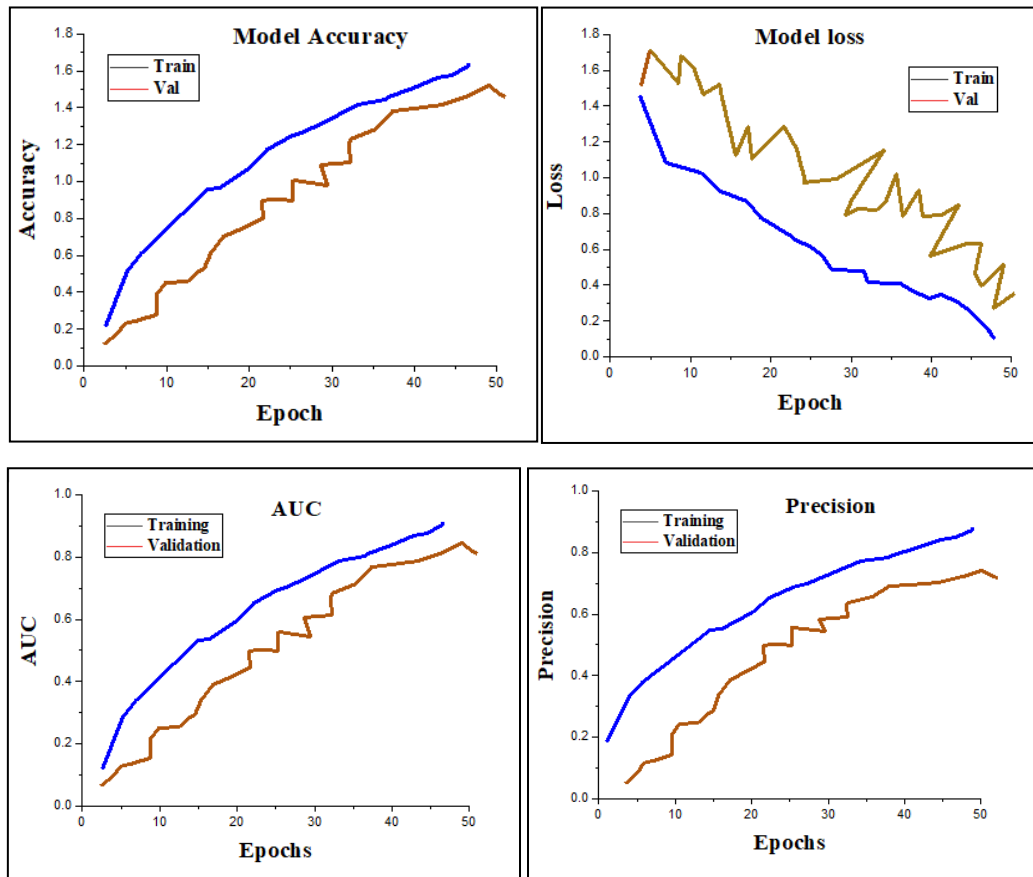 Model Accuracy
Train
Val
Accuracy
1.8
1.6
1.4
1.2
1.0
0.8
0.6
0.4
0.2
0.0
0 10 20 30 40 50
Epoch
Model loss
Train
Val
Loss
1.8
1.6
1.4
1.2
1.0
0.8
0.6
0.4
0.2
0.0
0 10 20 30 40 50
Epoch
AUC
Training
Validation
AUC
1.0
0.8
0.6
0.4
0.2
0.0
0 10 20 30 40 50
Epochs
Precision
Training
Validation
Precision
1.0
0.8
0.6
0.4
0.2
0.0
0 10 20 30 40 50
Epochs